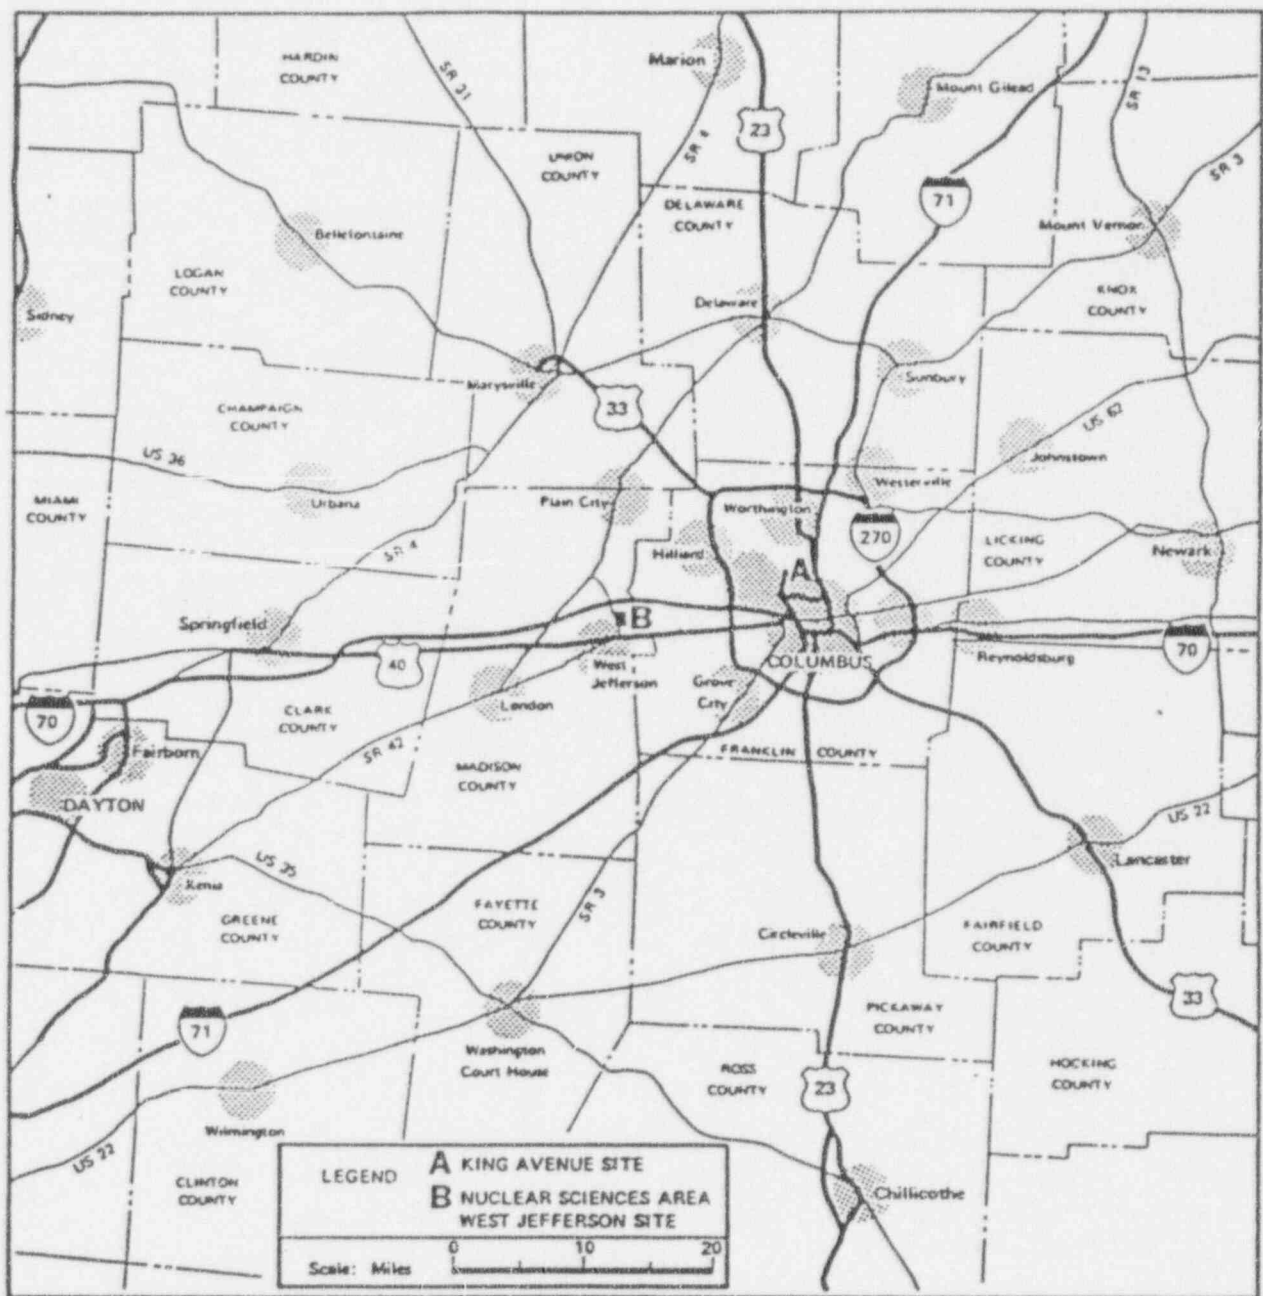 HARDIN
COUNTY
SR 31
Marion
SR 4
23
Mount Gilead
SR 13
UNION
COUNTY
71
SR 3
DELAWARE
COUNTY
Mount Vernon
Bellefontaine
LOGAN
COUNTY
KNOX
COUNTY
Sidney
Delaware
Marysville
Sunbury
33
CHAMPAIGN
COUNTY
US 62
US 36
Johnstown
MIAMI
COUNTY
Urbana
Plain City
Westerville
Worthington
270
LICKING
COUNTY
Newark
Hilliard
SR 4
A
B
Springfield
40
West
Jefferson
COLUMBUS
Reynoldsburg
70
London
Grove
City
70
CLARK
COUNTY
Fairborn
SR 42
FRANKLIN COUNTY
MADISON
COUNTY
DAYTON
US 22
Lancaster
US 35
Xenia
FAYETTE
COUNTY
SR 3
GREENE
COUNTY
Circleville
FAIRFIELD
COUNTY
33
71
PICKAWAY
COUNTY
Washington
Court House
ROSS
COUNTY
23
HOCKING
COUNTY
Wilmington
US 22
CLINTON
COUNTY
Chillicothe
LEGEND
A KING AVENUE SITE
B NUCLEAR SCIENCES AREA
WEST JEFFERSON SITE
0 10 20
Scale: Miles